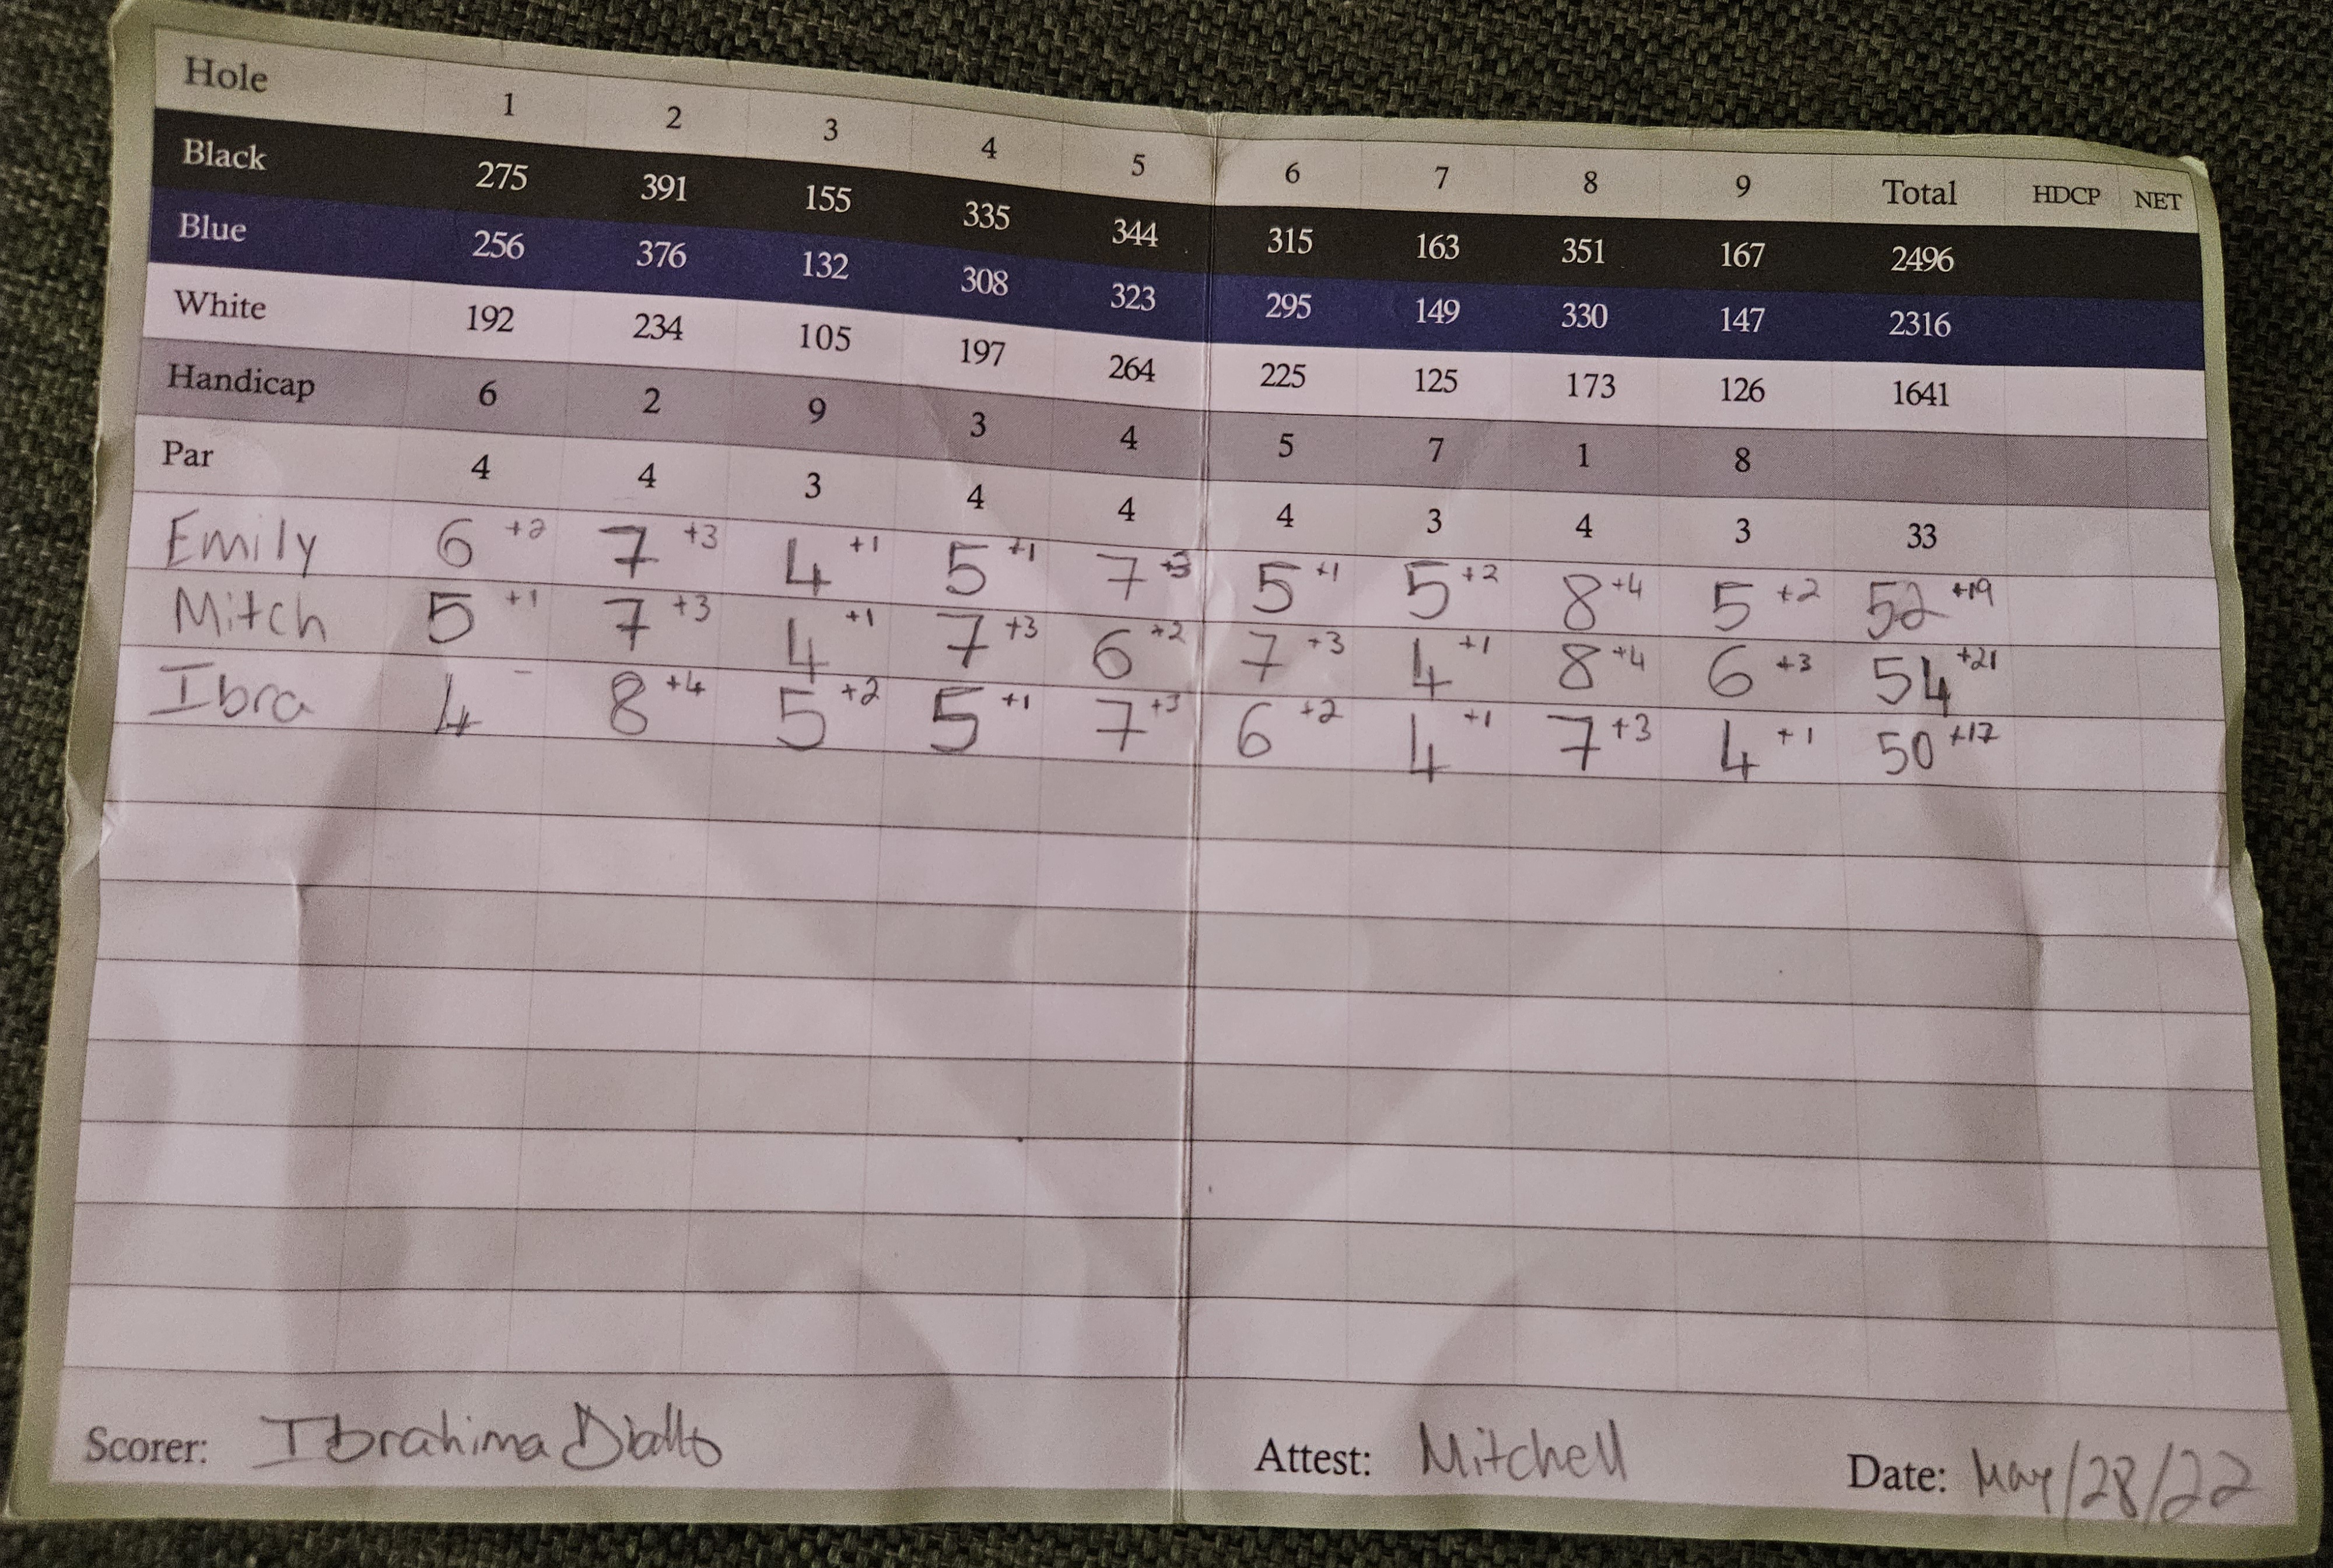 Hole 1 2 3 4 5 6 7 8 9 Total HDCP NET
Black 275 391 155 335 344 315 163 351 167 2496
Blue 256 376 132 308 323 295 149 330 147 2316
White 192 234 105 197 264 225 125 173 126 1641
Handicap 6 2 9 3 4 5 7 1 8
Par 4 4 3 4 4 4 3 4 3 33
Emily 6 +2 7 +3 4 +1 5 +1 7 +3 5 +1 5 +2 8 +4 5 +2 52 +19
Mitch 5 +1 7 +3 4 +1 7 +3 6 +2 7 +3 4 +1 8 +4 6 +3 54 +21
Ibra 4 - 8 +4 5 +2 5 +1 7 +3 6 +2 4 +1 7 +3 4 +1 50 +17
Scorer: Ibrahima Diallo Attest: Mitchell Date: May/28/22